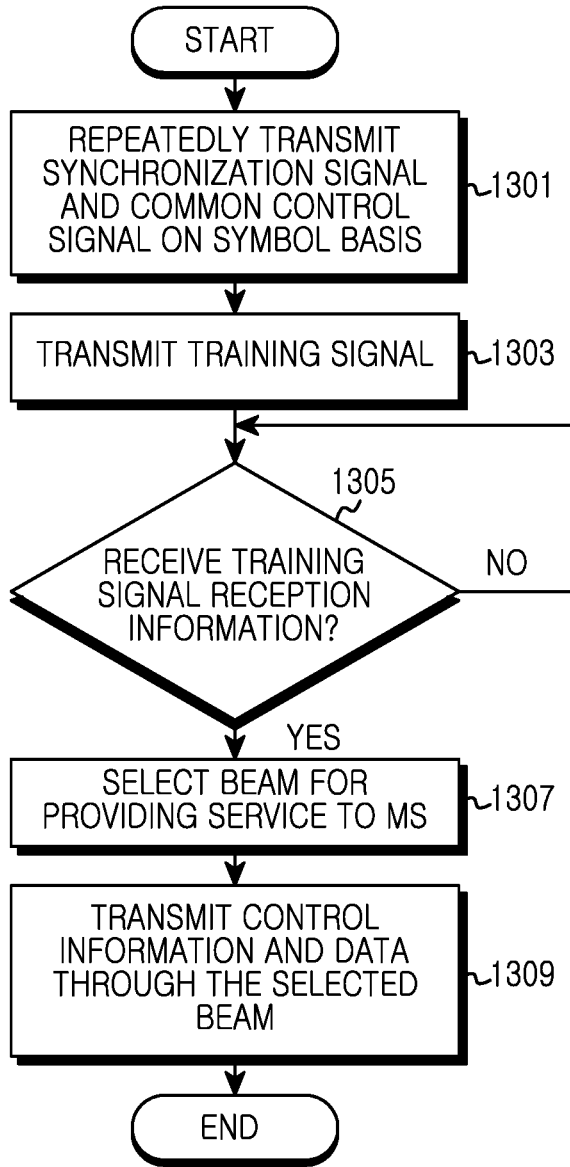 START
REPEATEDLY TRANSMIT
SYNCHRONIZATION SIGNAL
AND COMMON CONTROL
SIGNAL ON SYMBOL BASIS
1301
TRANSMIT TRAINING SIGNAL
1303
1305
RECEIVE TRAINING
SIGNAL RECEPTION
INFORMATION?
NO
YES
SELECT BEAM FOR
PROVIDING SERVICE TO MS
1307
TRANSMIT CONTROL
INFORMATION AND DATA
THROUGH THE SELECTED
BEAM
1309
END